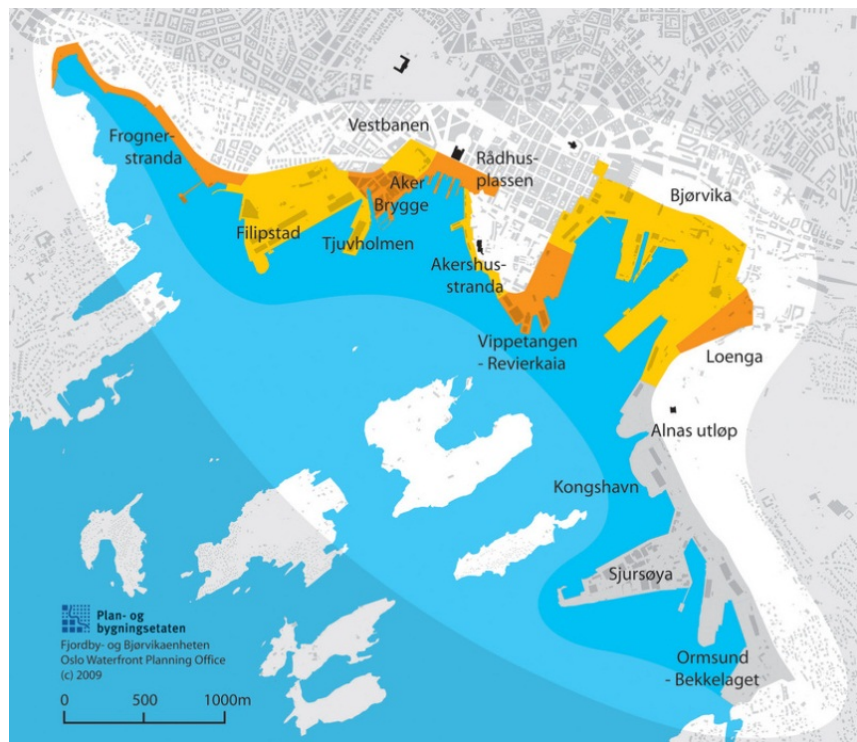 Frogner-
stranda
Vestbanen
Rådhus-
plassen
Aker
Brygge
Bjørvika
Filipstad
Tjuvholmen
Akershus-
stranda
Vippetangen
- Revierkaia
Loenga
Alnas utløp
Kongshavn
Sjursøya
Ormsund
- Bekkelaget
Plan- og
bygningsetaten
Fjordby- og Bjørvikaenheten
Oslo Waterfront Planning Office
(c) 2009
0 500 1000m